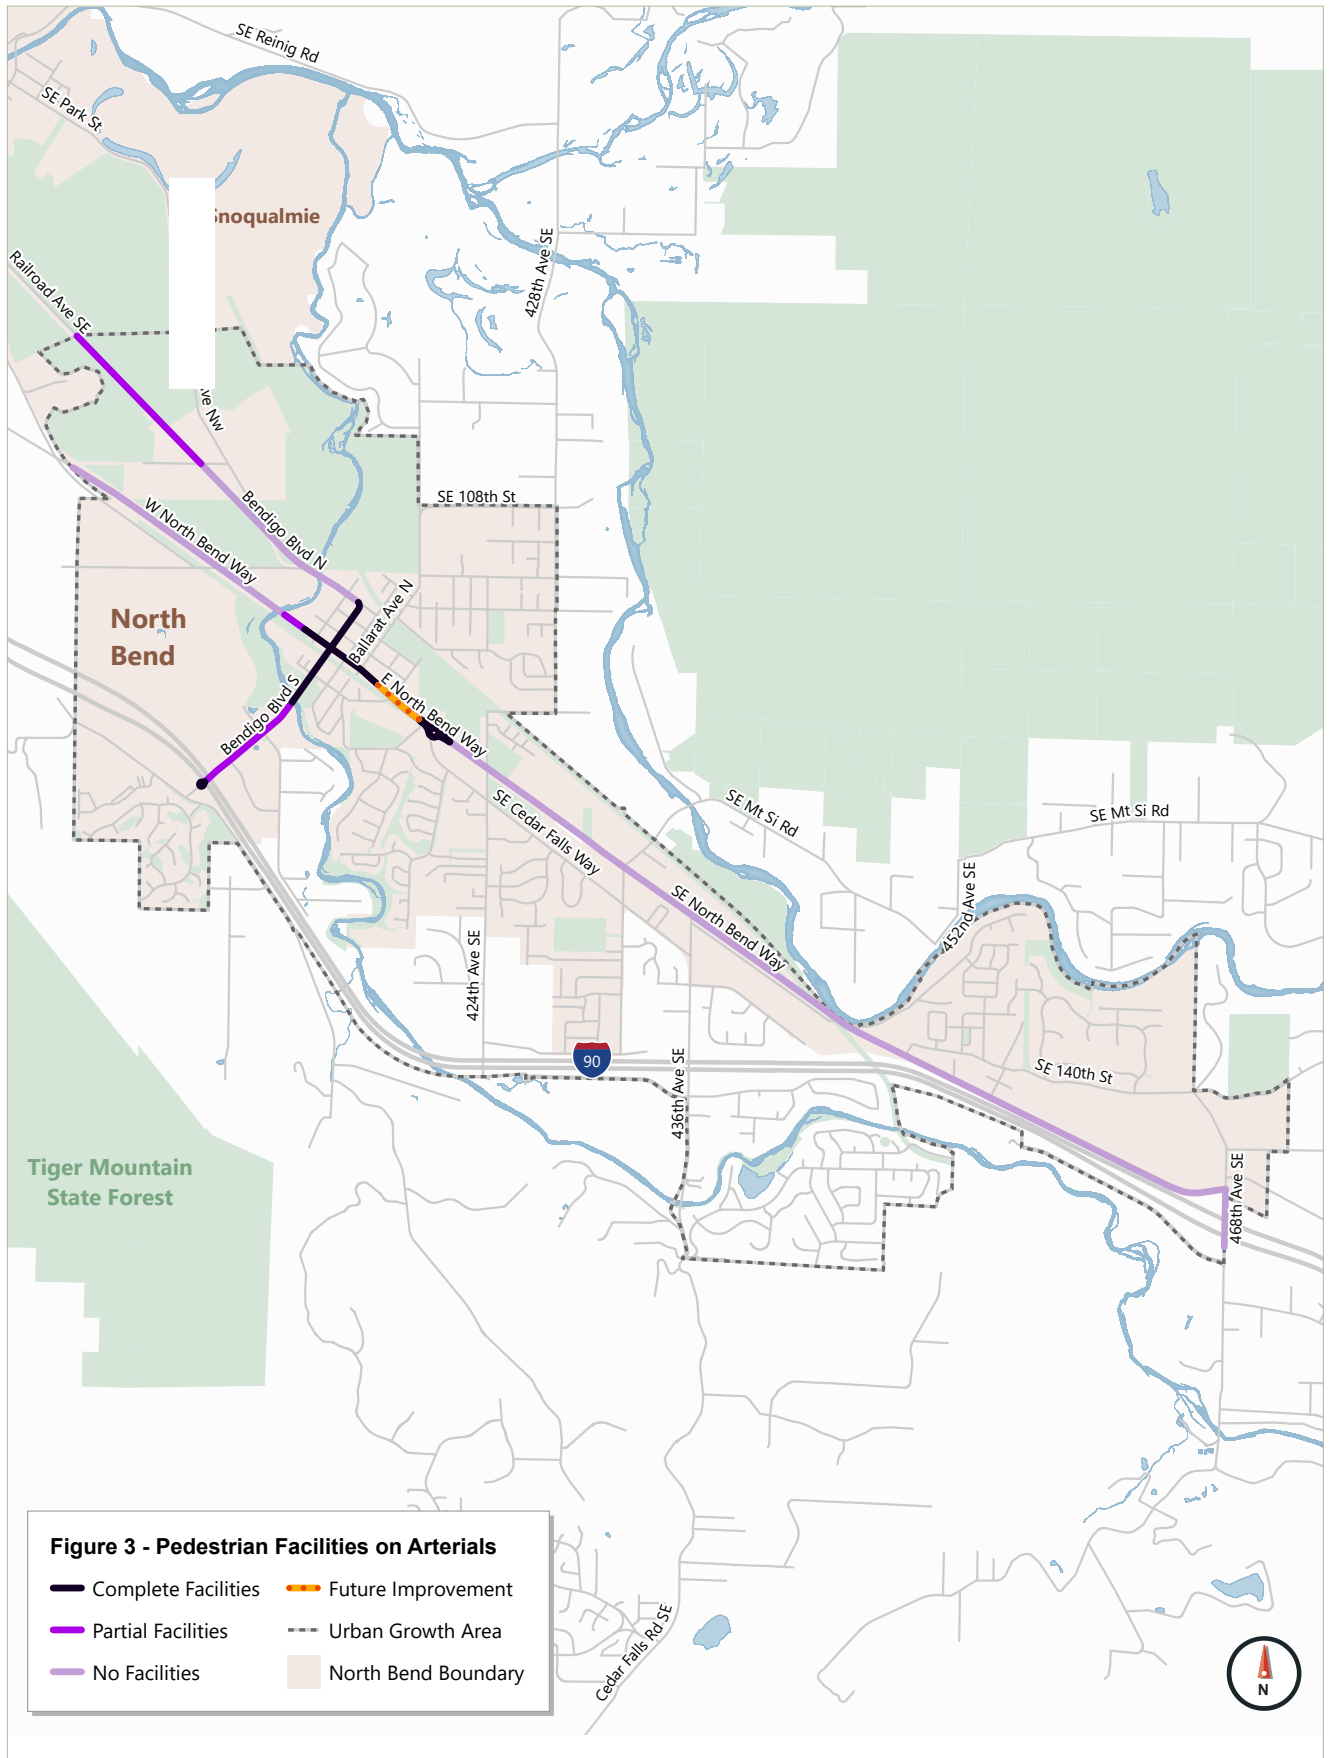 SE Reinig Rd
SE Park St
Snoqualmie
Railroad Ave SE
428th Ave SE
ve Nw
SE 108th St
Bendigo Blvd N
W North Bend Way
North
Bend
Ballarat Ave N
E North Bend Way
Bendigo Blvd S
SE Mt Si Rd
SE Mt Si Rd
SE Cedar Falls Way
SE North Bend Way
452nd Ave SE
424th Ave SE
90
436th Ave SE
SE 140th St
Tiger Mountain
State Forest
468th Ave SE
Figure 3 - Pedestrian Facilities on Arterials
Complete Facilities
Future Improvement
Partial Facilities
Urban Growth Area
No Facilities
North Bend Boundary
Cedar Falls Rd SE
N